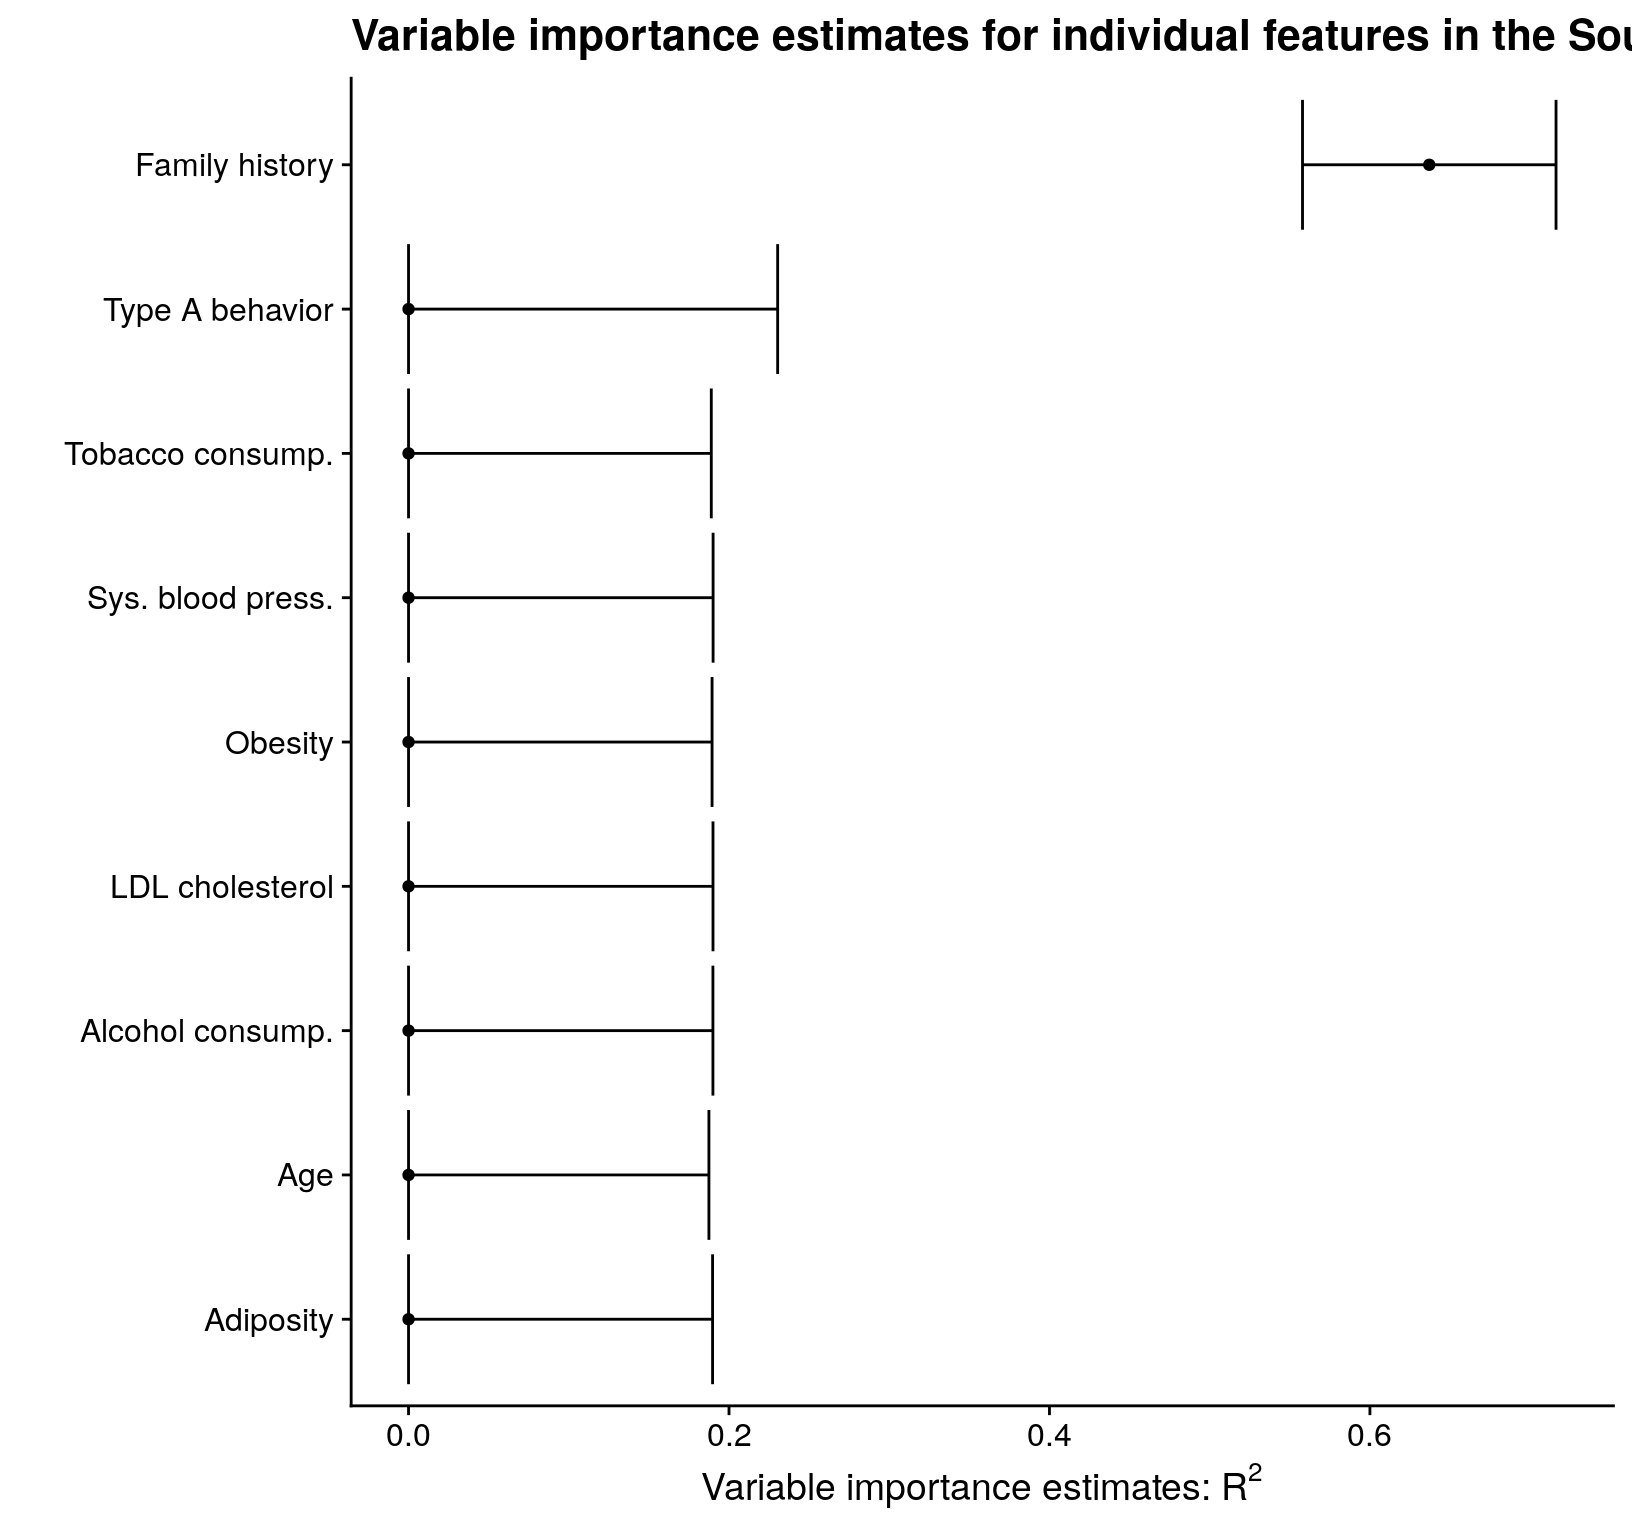 Variable importance estimates for individual features in the Sou
Family history
Type A behavior
Tobacco consump.
Sys. blood press.
Obesity
LDL cholesterol
Alcohol consump.
Age
Adiposity
0.0 0.2 0.4 0.6
Variable importance estimates: R²